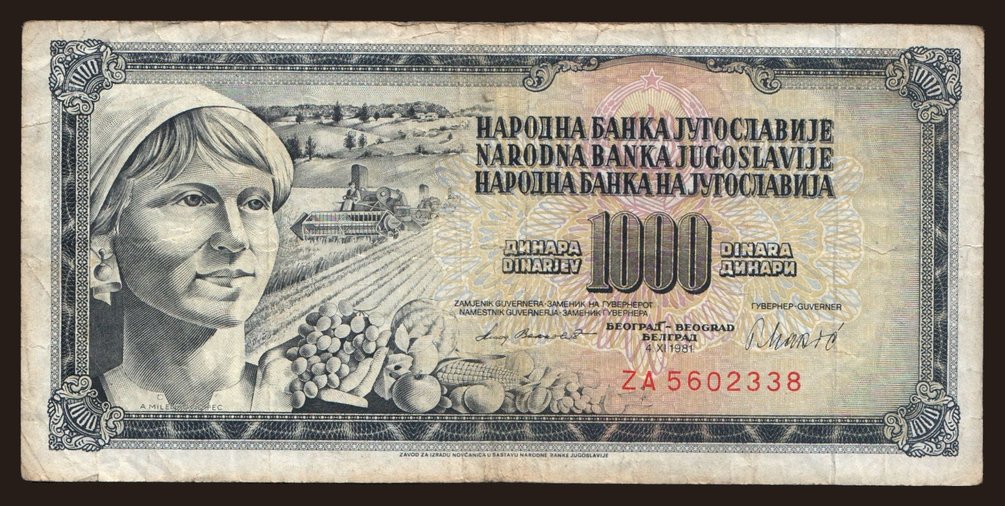 НАРОДНА БАНКА ЈУГОСЛАВИЈЕ
NARODNA BANKA JUGOSLAVIJE
НАРОДНА БАНКА НА ЈУГОСЛАВИЈА
ДИНАРА
DINARJEV
1000
DINARA
ДИНАРИ
ZAMJENIK GUVERNERA-ЗАМЕНИК НА ГУВЕРНЕРОТ
NAMESTNIK GUVERNERJA-ЗАМЕНИК ГУВЕРНЕРА
ГУВЕРНЕР-GUVERNER
БЕОГРАД-BEOGRAD
БЕЛГРАД
4.XI 1981
ZA 5602338
ZAVOD ZA IZRADU NOVČANICA U SASTAVU NARODNE BANKE JUGOSLAVIJE